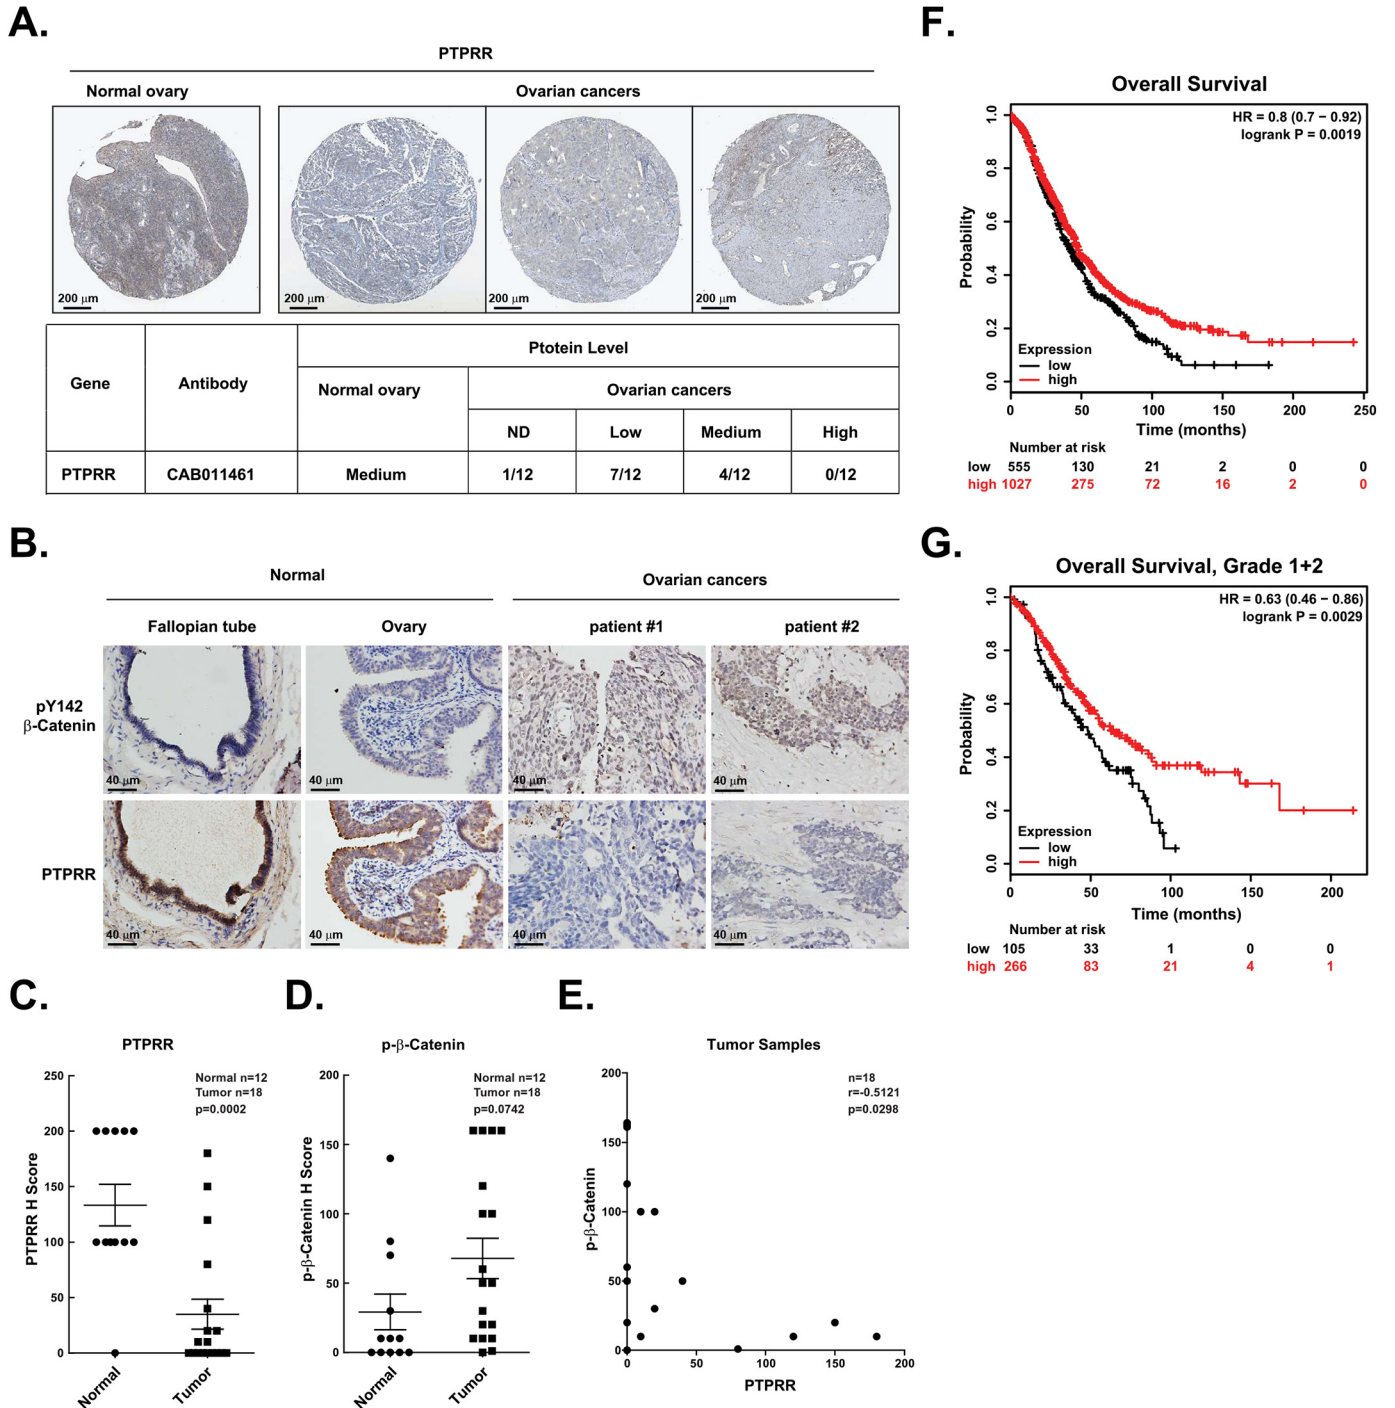 A.
PTPRR
Normal ovary
Ovarian cancers
200 μm
200 μm
200 μm
200 μm
Gene
Antibody
Ptotein Level
Normal ovary
Ovarian cancers
ND
Low
Medium
High
PTPRR
CAB011461
Medium
1/12
7/12
4/12
0/12
B.
Normal
Ovarian cancers
Fallopian tube
Ovary
patient #1
patient #2
pY142
β-Catenin
40 μm
40 μm
40 μm
40 μm
PTPRR
40 μm
40 μm
40 μm
40 μm
C.
PTPRR
Normal n=12
Tumor n=18
p=0.0002
PTPRR H Score
250
200
150
100
50
0
Normal
Tumor
D.
p-β-Catenin
Normal n=12
Tumor n=18
p=0.0742
p-β-Catenin H Score
200
150
100
50
0
Normal
Tumor
E.
Tumor Samples
n=18
r=-0.5121
p=0.0298
p-β-Catenin
200
150
100
50
0
0 50 100 150 200
PTPRR
F.
Overall Survival
HR = 0.8 (0.7 − 0.92)
logrank P = 0.0019
Probability
1.0
0.8
0.6
0.4
0.2
0.0
Expression
low
high
0 50 100 150 200 250
Time (months)
Number at risk
low 555 130 21 2 0 0
high 1027 275 72 16 2 0
G.
Overall Survival, Grade 1+2
HR = 0.63 (0.46 − 0.86)
logrank P = 0.0029
Probability
1.0
0.8
0.6
0.4
0.2
0.0
Expression
low
high
0 50 100 150 200
Time (months)
Number at risk
low 105 33 1 0 0
high 266 83 21 4 1